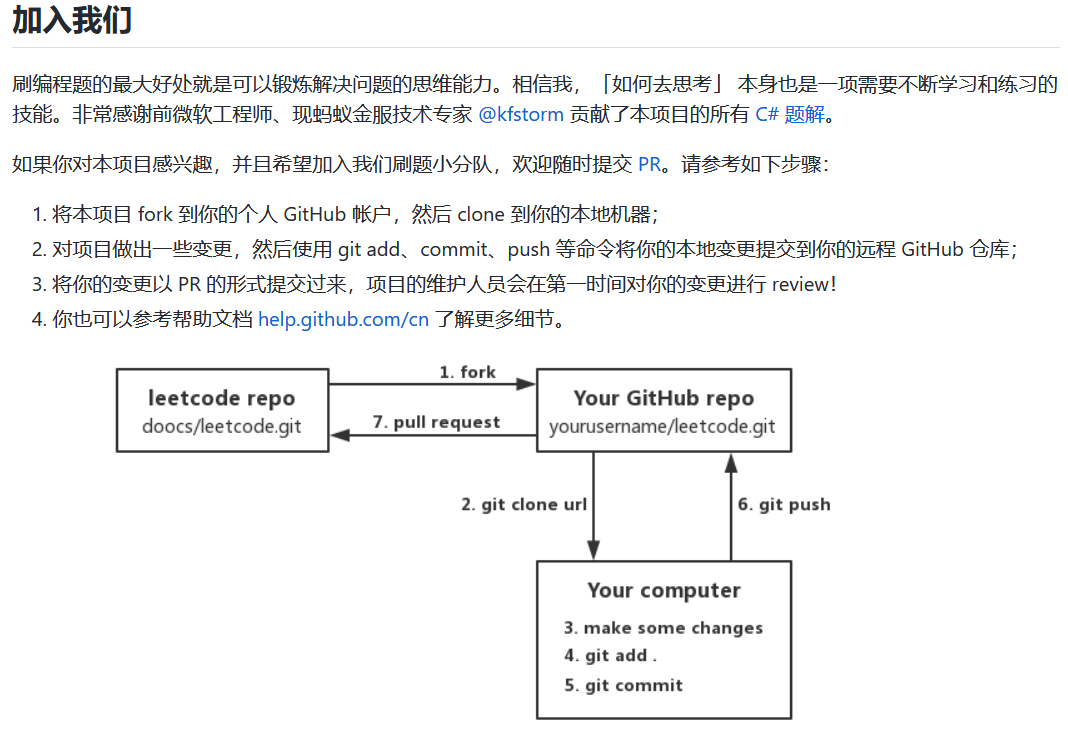 加入我们
刷编程题的最大好处就是可以锻炼解决问题的思维能力。相信我，「如何去思考」 本身也是一项需要不断学习和练习的
技能。非常感谢前微软工程师、现蚂蚁金服技术专家 @kfstorm 贡献了本项目的所有 C# 题解。
如果你对本项目感兴趣，并且希望加入我们刷题小分队，欢迎随时提交 PR。请参考如下步骤：
1. 将本项目 fork 到你的个人 GitHub 帐户，然后 clone 到你的本地机器；
2. 对项目做出一些变更，然后使用 git add、commit、push 等命令将你的本地变更提交到你的远程 GitHub 仓库；
3. 将你的变更以 PR 的形式提交过来，项目的维护人员会在第一时间对你的变更进行 review！
4. 你也可以参考帮助文档 help.github.com/cn 了解更多细节。
1. fork
leetcode repo
doocs/leetcode.git
7. pull request
Your GitHub repo
yourusername/leetcode.git
2. git clone url
6. git push
Your computer
3. make some changes
4. git add .
5. git commit